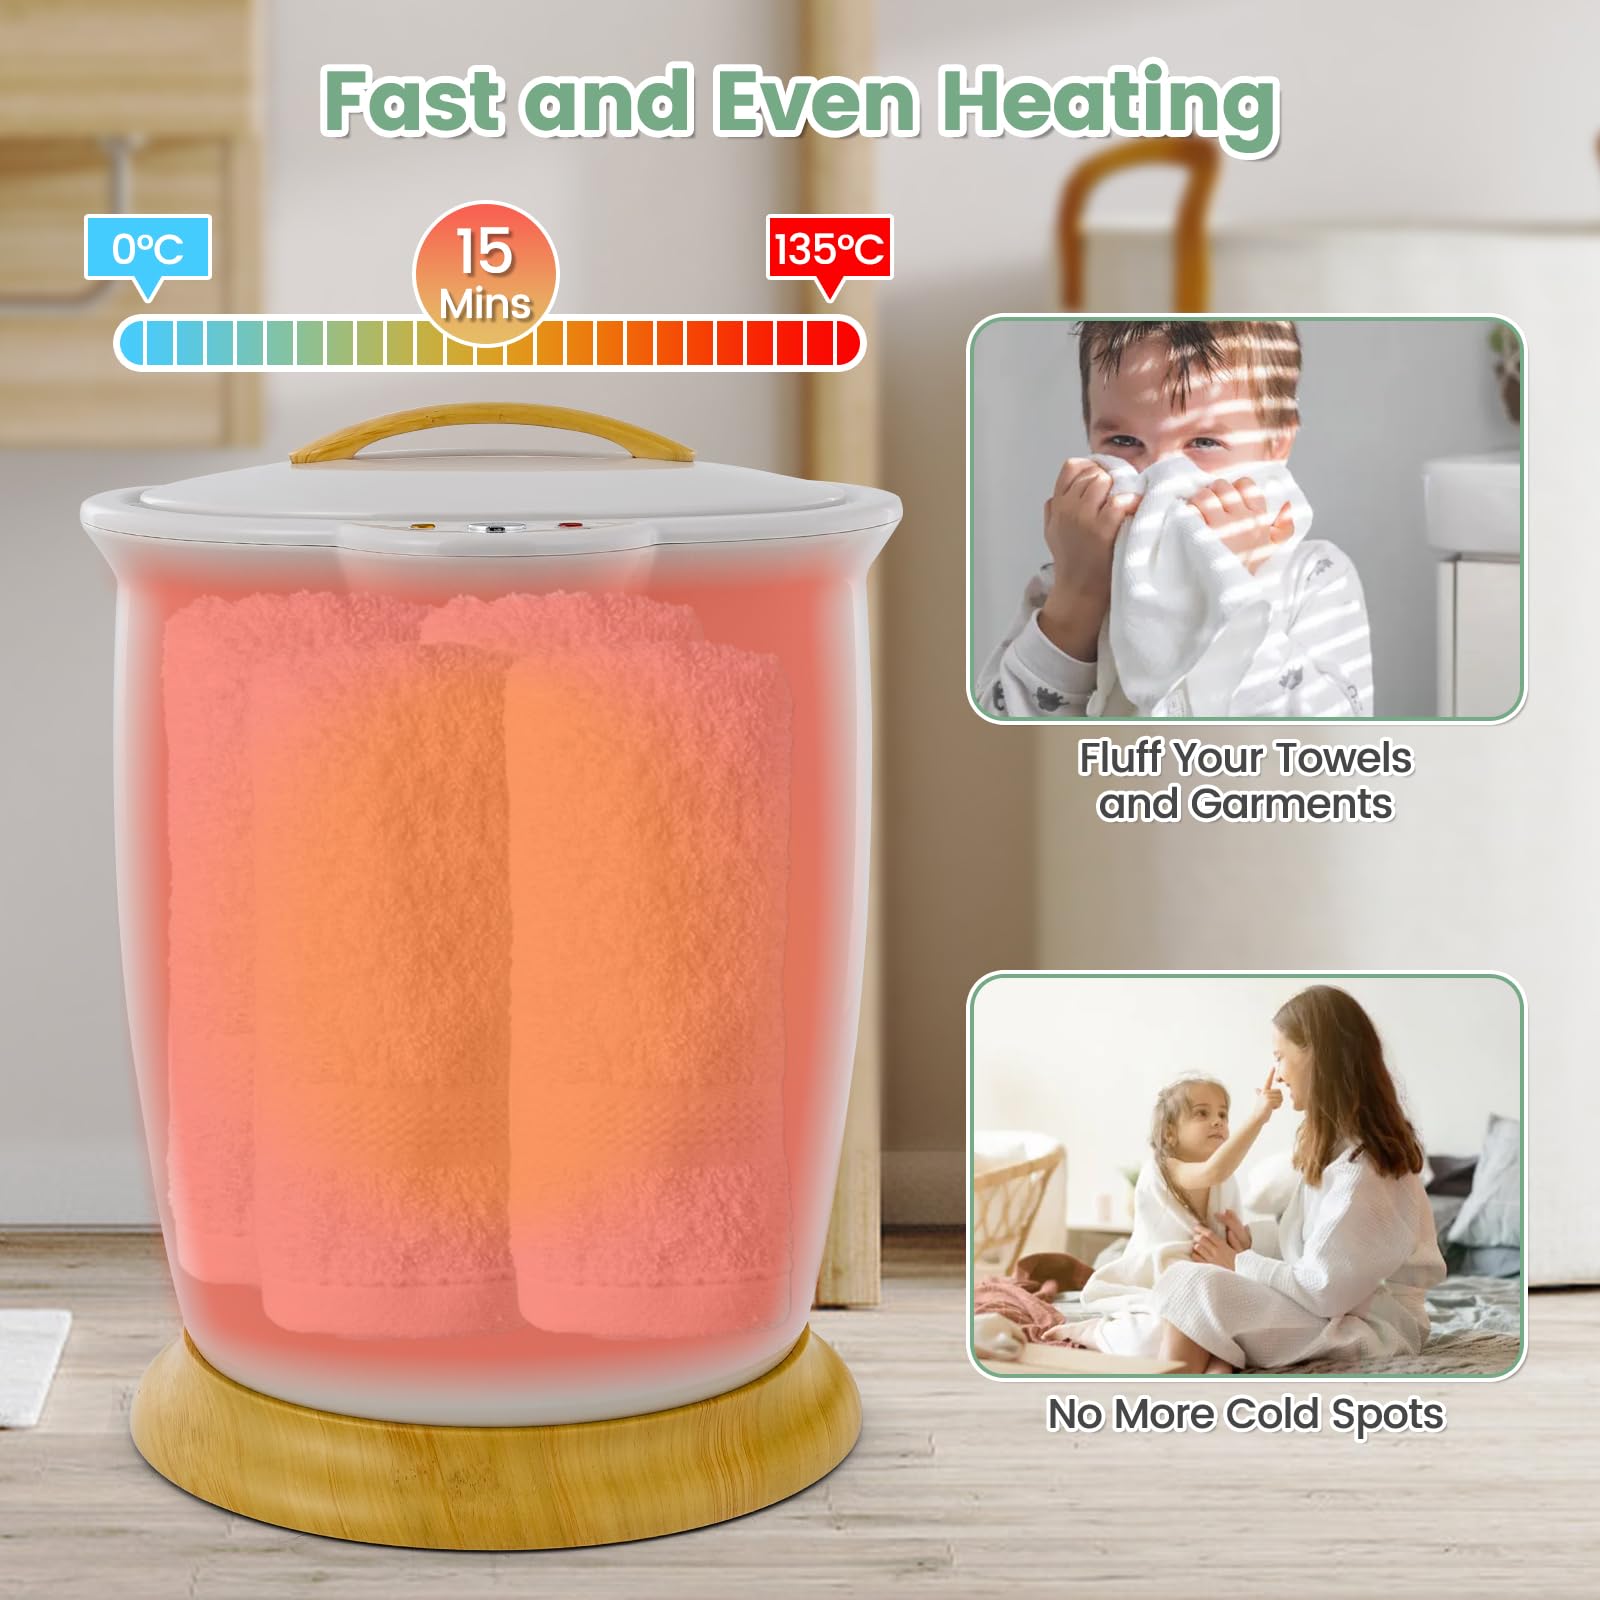 Fast and Even Heating
0°C
15
Mins
135°C
Fluff Your Towels
and Garments
No More Cold Spots